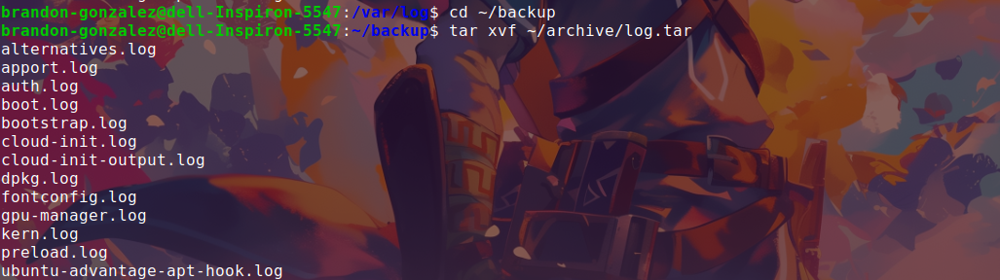 brandon-gonzalez@dell-Inspiron-5547:/var/log$ cd ~/backup
brandon-gonzalez@dell-Inspiron-5547:~/backup$ tar xvf ~/archive/log.tar
alternatives.log
apport.log
auth.log
boot.log
bootstrap.log
cloud-init.log
cloud-init-output.log
dpkg.log
fontconfig.log
gpu-manager.log
kern.log
preload.log
ubuntu-advantage-apt-hook.log